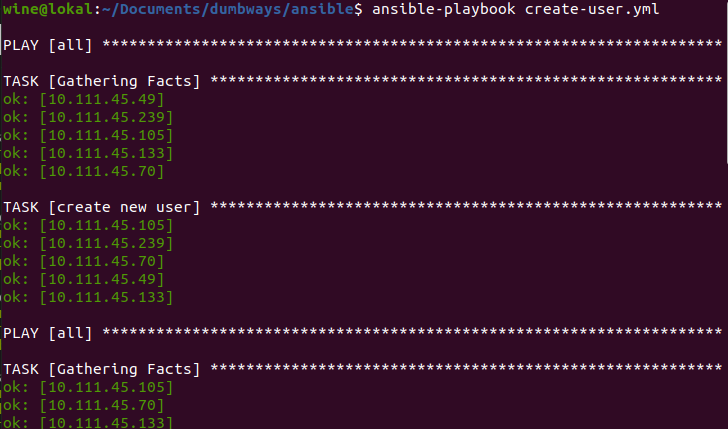 wine@lokal:~/Documents/dumbways/ansible$ ansible-playbook create-user.yml
PLAY [all] *********************************************************************
TASK [Gathering Facts] *********************************************************
ok: [10.111.45.49]
ok: [10.111.45.239]
ok: [10.111.45.105]
ok: [10.111.45.133]
ok: [10.111.45.70]
TASK [create new user] *********************************************************
ok: [10.111.45.105]
ok: [10.111.45.239]
ok: [10.111.45.70]
ok: [10.111.45.49]
ok: [10.111.45.133]
PLAY [all] *********************************************************************
TASK [Gathering Facts] *********************************************************
ok: [10.111.45.105]
ok: [10.111.45.70]
ok: [10.111.45.133]